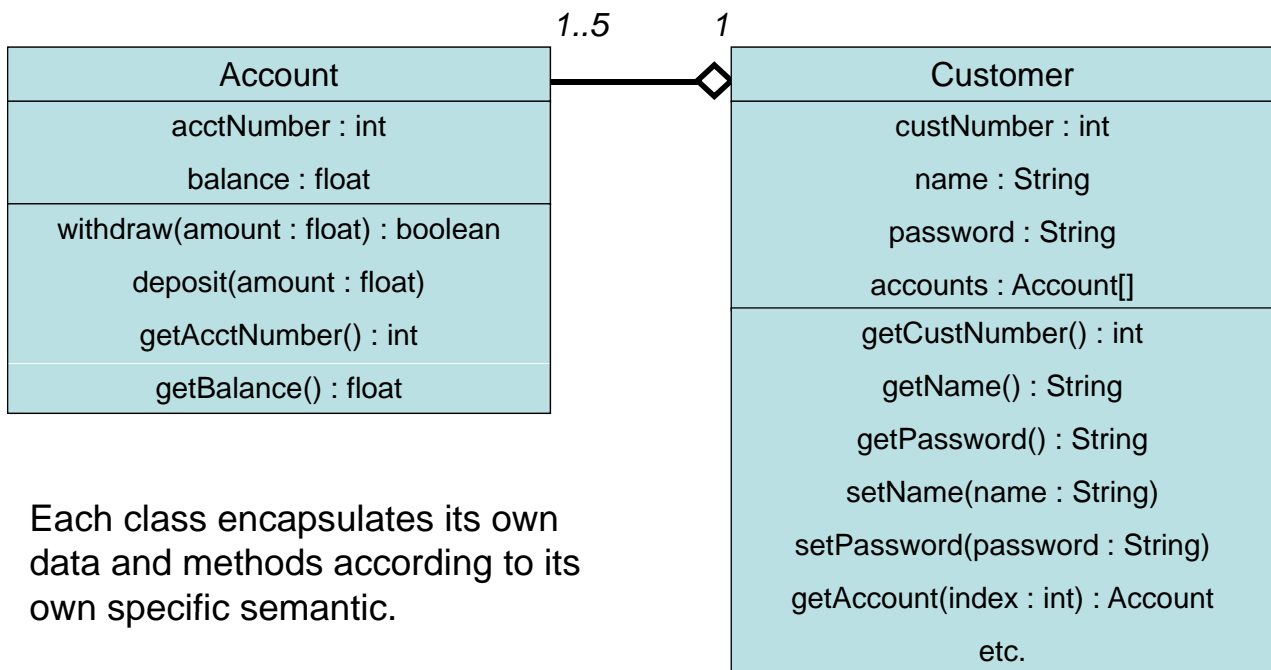 1..5
1
Account
acctNumber : int
balance : float
withdraw(amount : float) : boolean
deposit(amount : float)
getAcctNumber() : int
getBalance() : float
Customer
custNumber : int
name : String
password : String
accounts : Account[]
getCustNumber() : int
getName() : String
getPassword() : String
setName(name : String)
setPassword(password : String)
getAccount(index : int) : Account
etc.
Each class encapsulates its own
data and methods according to its
own specific semantic.